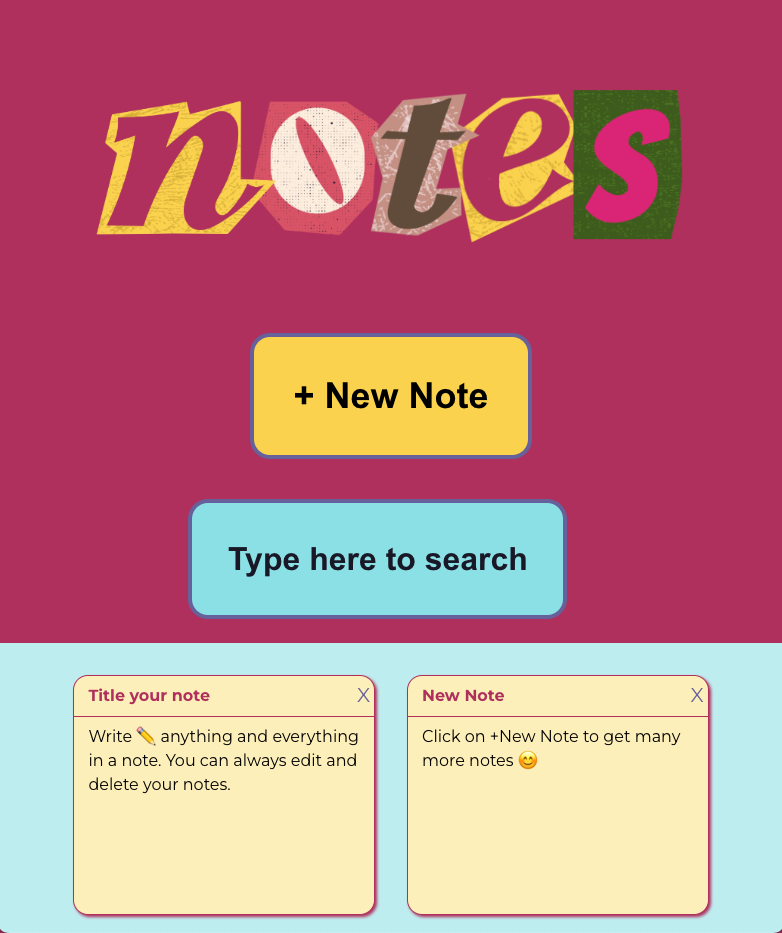 notes
+ New Note
Type here to search
Title your note X
Write ✏️ anything and everything
in a note. You can always edit and
delete your notes.
New Note X
Click on +New Note to get many
more notes 😊